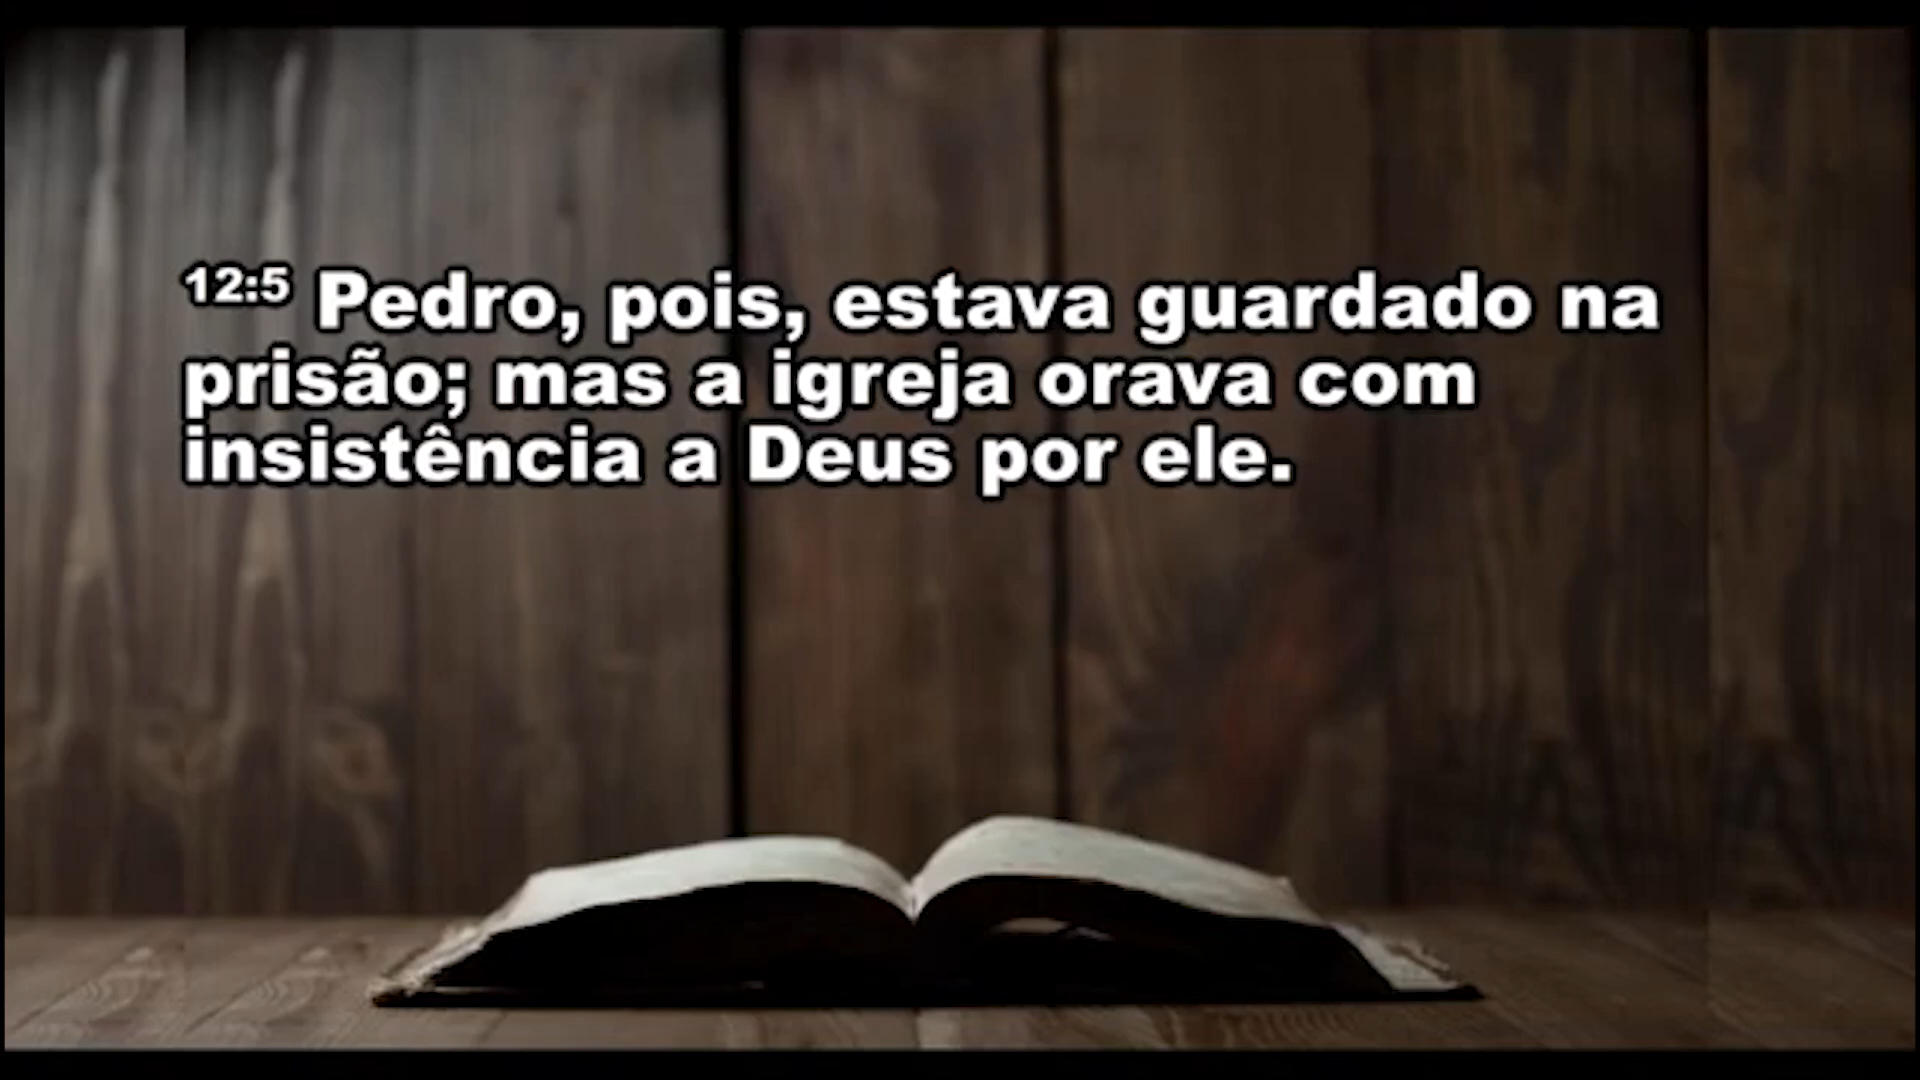 12:5 Pedro, pois, estava guardado na
prisão; mas a igreja orava com
insistência a Deus por ele.